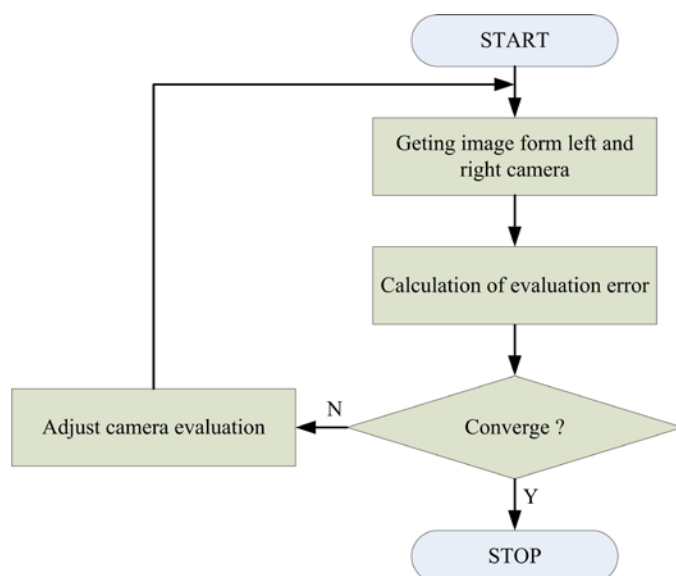 START
Geting image form left and
right camera
Calculation of evaluation error
Converge ?
N
Adjust camera evaluation
Y
STOP